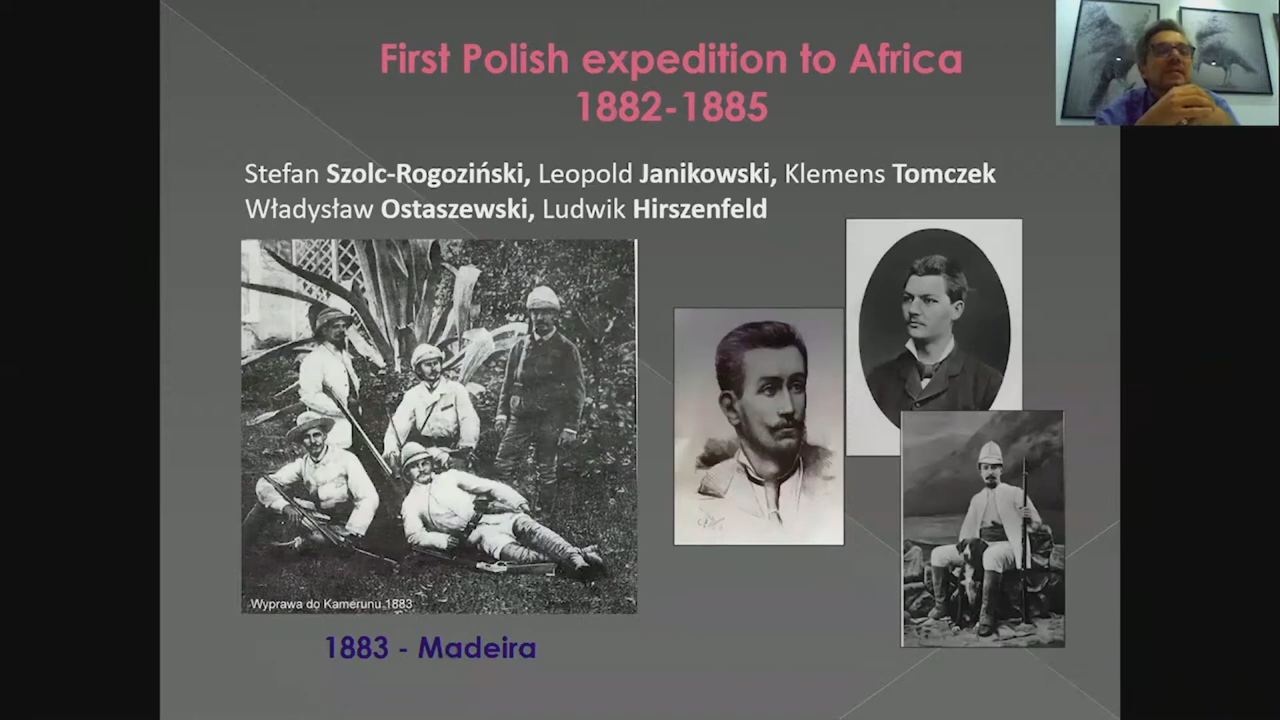 First Polish expedition to Africa
1882-1885
Stefan Szolc-Rogoziński, Leopold Janikowski, Klemens Tomczek
Władysław Ostaszewski, Ludwik Hirszenfeld
Wyprawa do Kamerunu 1883
1883 - Madeira